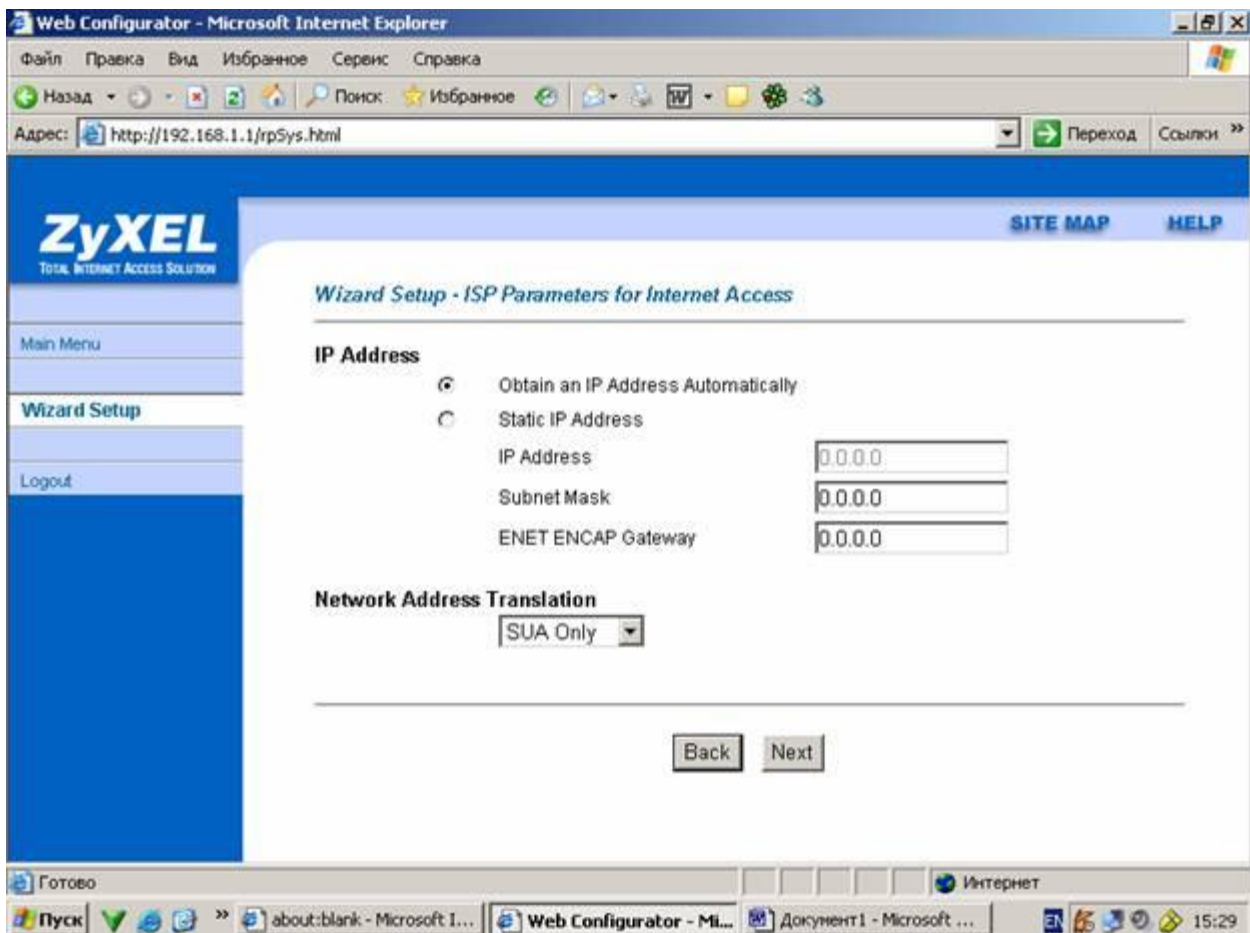 Web Configurator - Microsoft Internet Explorer
Файл Правка Вид Избранное Сервис Справка
Назад Поиск Избранное
Адрес: http://192.168.1.1/rpSys.html Переход Ссылки »
ZyXEL
TOTAL INTERNET ACCESS SOLUTION
SITE MAP HELP
Wizard Setup - ISP Parameters for Internet Access
Main Menu
Wizard Setup
Logout
IP Address
Obtain an IP Address Automatically
Static IP Address
IP Address 0.0.0.0
Subnet Mask 0.0.0.0
ENET ENCAP Gateway 0.0.0.0
Network Address Translation
SUA Only
Back Next
Готово Интернет
Пуск » about:blank - Microsoft I... Web Configurator - Mi... Документ1 - Microsoft ... EN 15:29